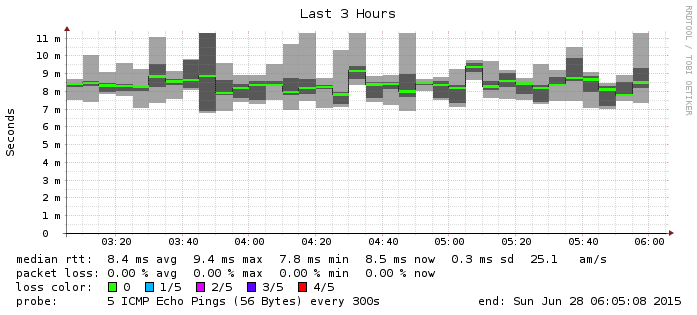 Last 3 Hours
RRDTOOL / TOBI OETIKER
Seconds
11 m
10 m
9 m
8 m
7 m
6 m
5 m
4 m
3 m
2 m
1 m
0
03:20 03:40 04:00 04:20 04:40 05:00 05:20 05:40 06:00
median rtt: 8.4 ms avg 9.4 ms max 7.8 ms min 8.5 ms now 0.3 ms sd 25.1 am/s
packet loss: 0.00 % avg 0.00 % max 0.00 % min 0.00 % now
loss color: 0 1/5 2/5 3/5 4/5
probe: 5 ICMP Echo Pings (56 Bytes) every 300s end: Sun Jun 28 06:05:08 2015